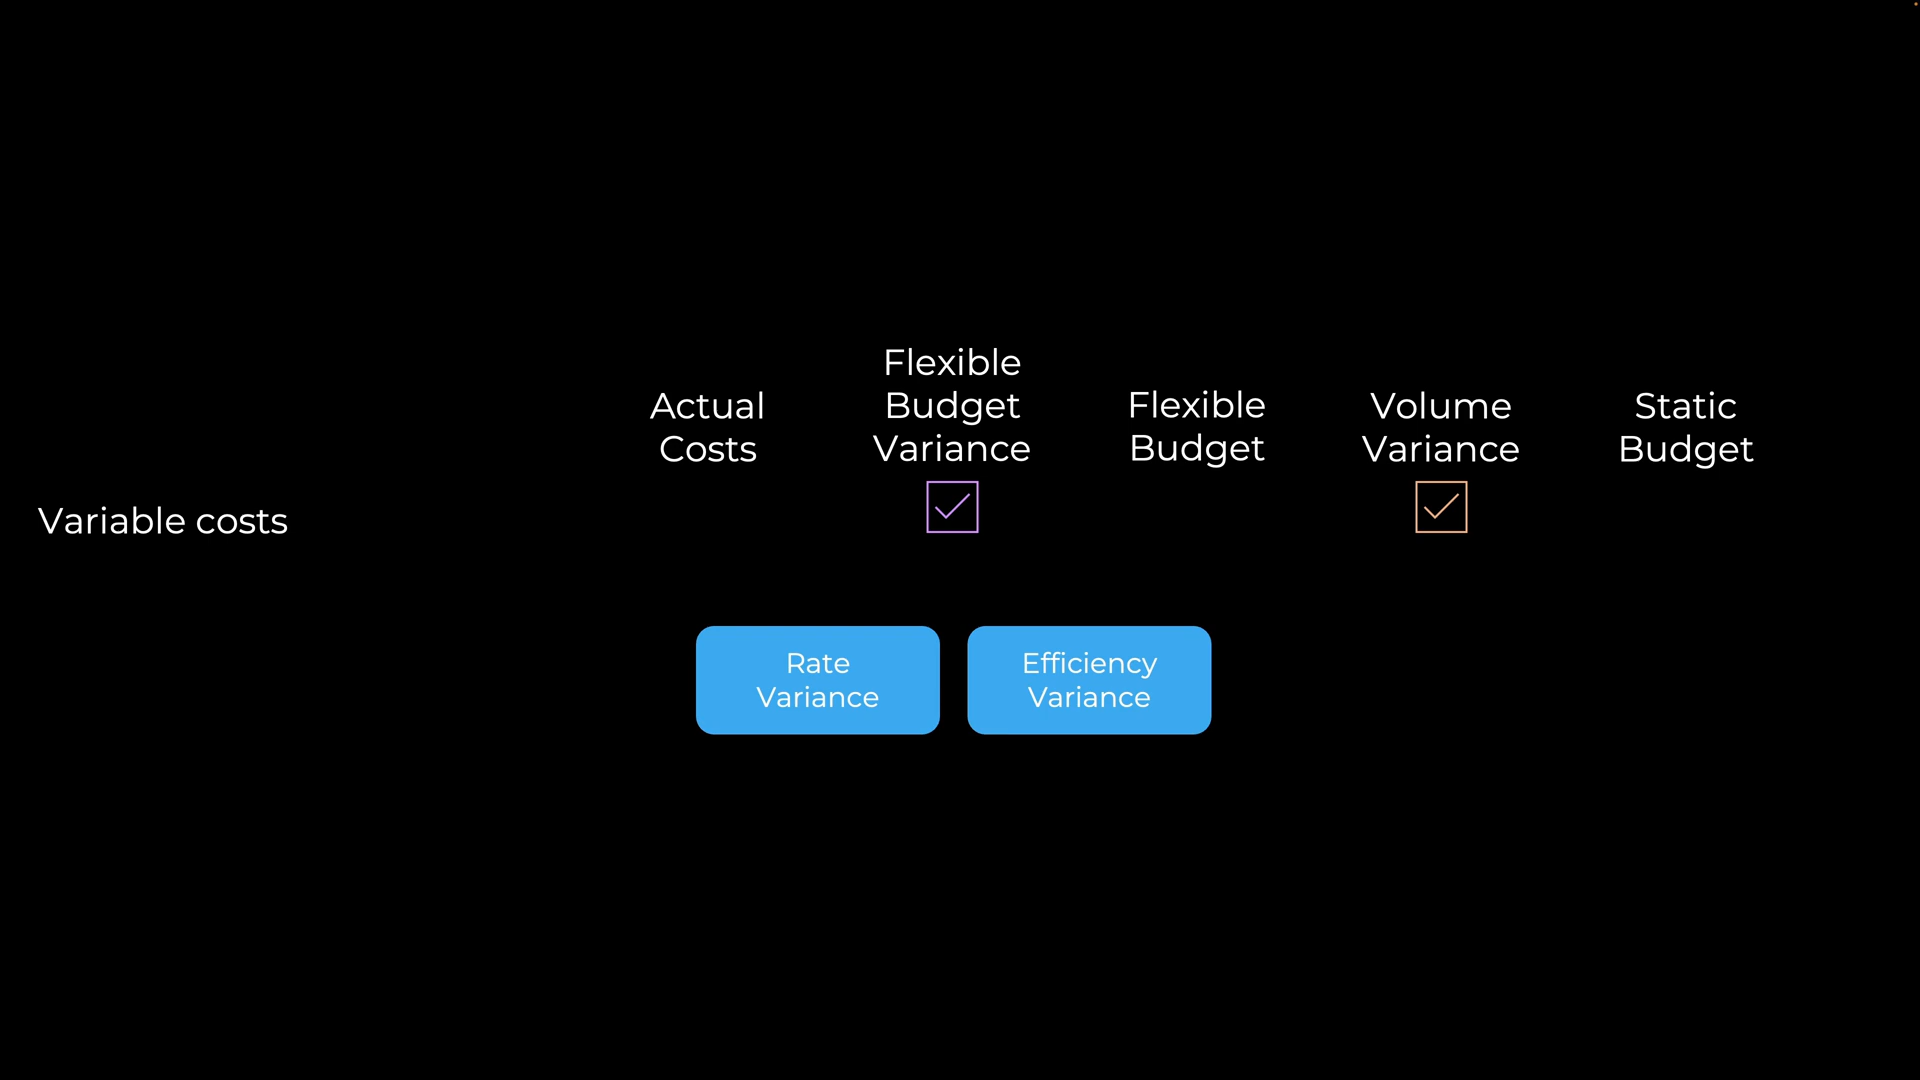 Actual
Costs
Flexible
Budget
Variance
Flexible
Budget
Volume
Variance
Static
Budget
Variable costs
Rate
Variance
Efficiency
Variance